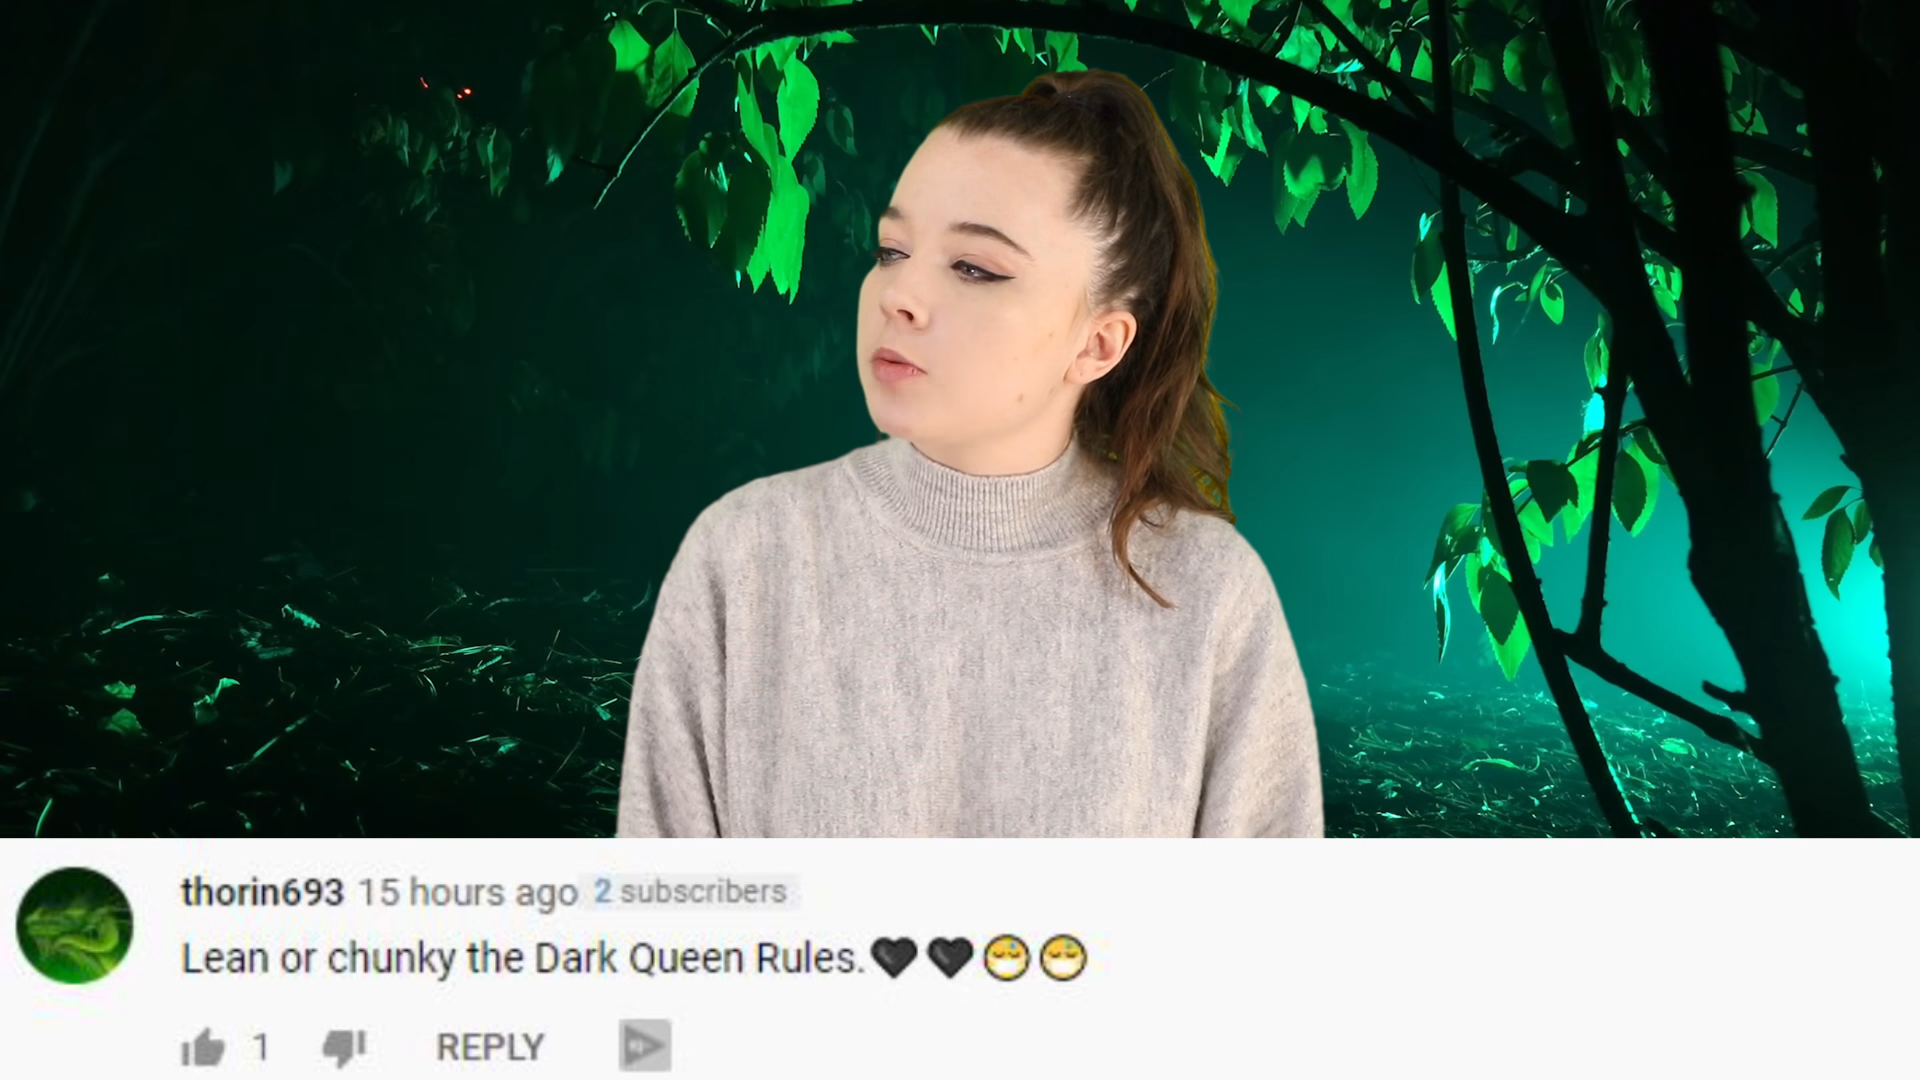 thorin693 15 hours ago 2 subscribers
Lean or chunky the Dark Queen Rules.🖤🖤😷😷
1 REPLY